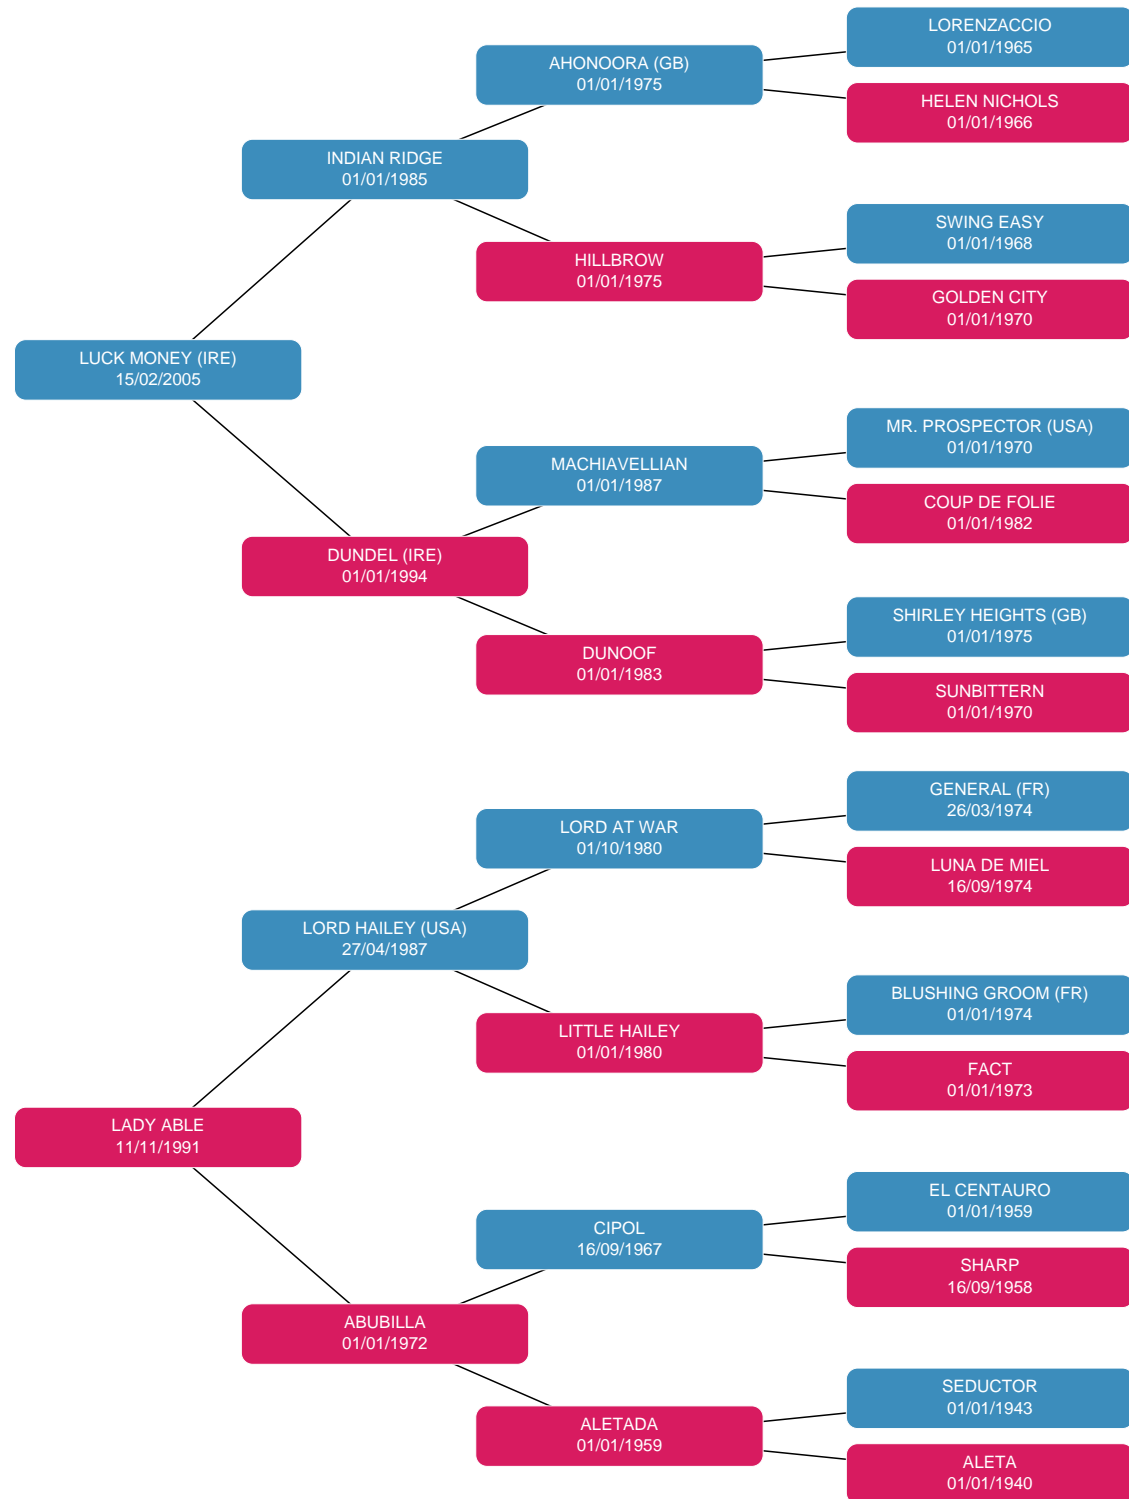 LORENZACCIO
01/01/1965
AHONOORA (GB)
01/01/1975
HELEN NICHOLS
01/01/1966
INDIAN RIDGE
01/01/1985
SWING EASY
01/01/1968
HILLBROW
01/01/1975
GOLDEN CITY
01/01/1970
LUCK MONEY (IRE)
15/02/2005
MR. PROSPECTOR (USA)
01/01/1970
MACHIAVELLIAN
01/01/1987
COUP DE FOLIE
01/01/1982
DUNDEL (IRE)
01/01/1994
SHIRLEY HEIGHTS (GB)
01/01/1975
DUNOOF
01/01/1983
SUNBITTERN
01/01/1970
GENERAL (FR)
26/03/1974
LORD AT WAR
01/10/1980
LUNA DE MIEL
16/09/1974
LORD HAILEY (USA)
27/04/1987
BLUSHING GROOM (FR)
01/01/1974
LITTLE HAILEY
01/01/1980
FACT
01/01/1973
LADY ABLE
11/11/1991
EL CENTAURO
01/01/1959
CIPOL
16/09/1967
SHARP
16/09/1958
ABUBILLA
01/01/1972
SEDUCTOR
01/01/1943
ALETADA
01/01/1959
ALETA
01/01/1940